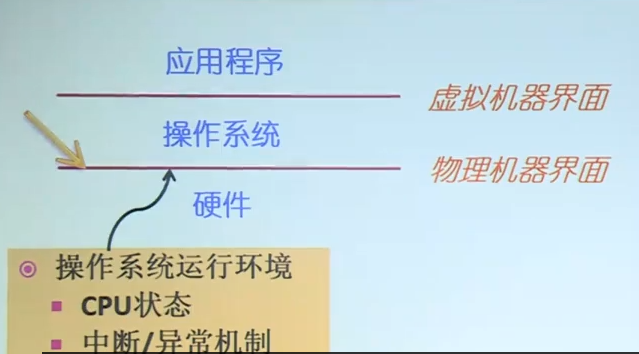 应用程序
虚拟机器界面
操作系统
物理机器界面
硬件
操作系统运行环境
CPU状态
中断/异常机制